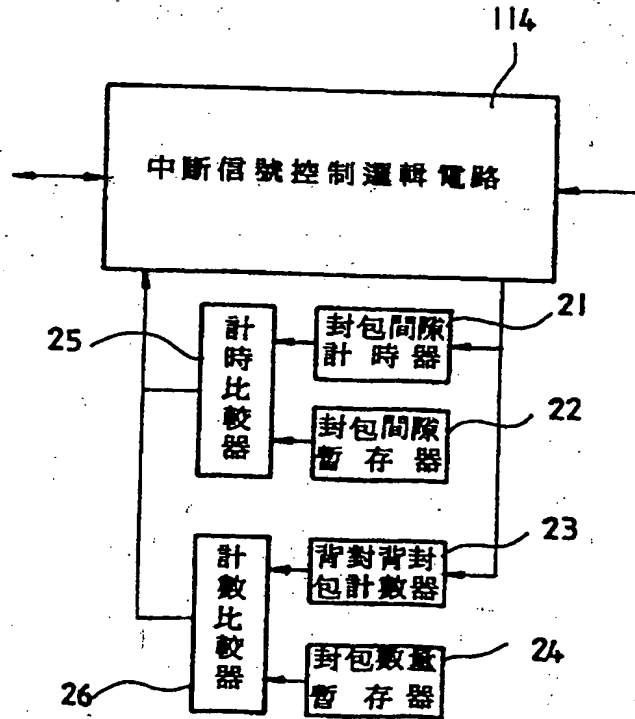 114
中斷信號控制邏輯電路
21
封包間隙
計時器
25
計時比較器
22
封包間隙
暫存器
23
背對背封
包計數器
計數比較器
24
封包數量
暫存器
26